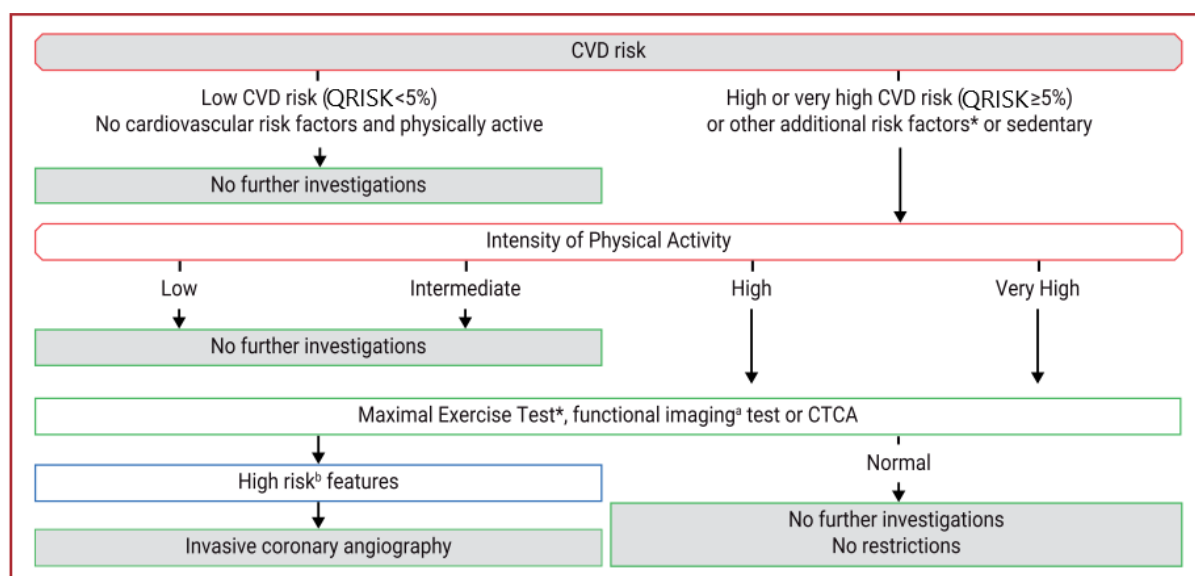 CVD risk
Low CVD risk (QRISK<5%)
No cardiovascular risk factors and physically active
High or very high CVD risk (QRISK≥5%)
or other additional risk factors* or sedentary
No further investigations
Intensity of Physical Activity
Low
Intermediate
High
Very High
No further investigations
Maximal Exercise Test*, functional imagingᵃ test or CTCA
High riskᵇ features
Normal
Invasive coronary angiography
No further investigations
No restrictions